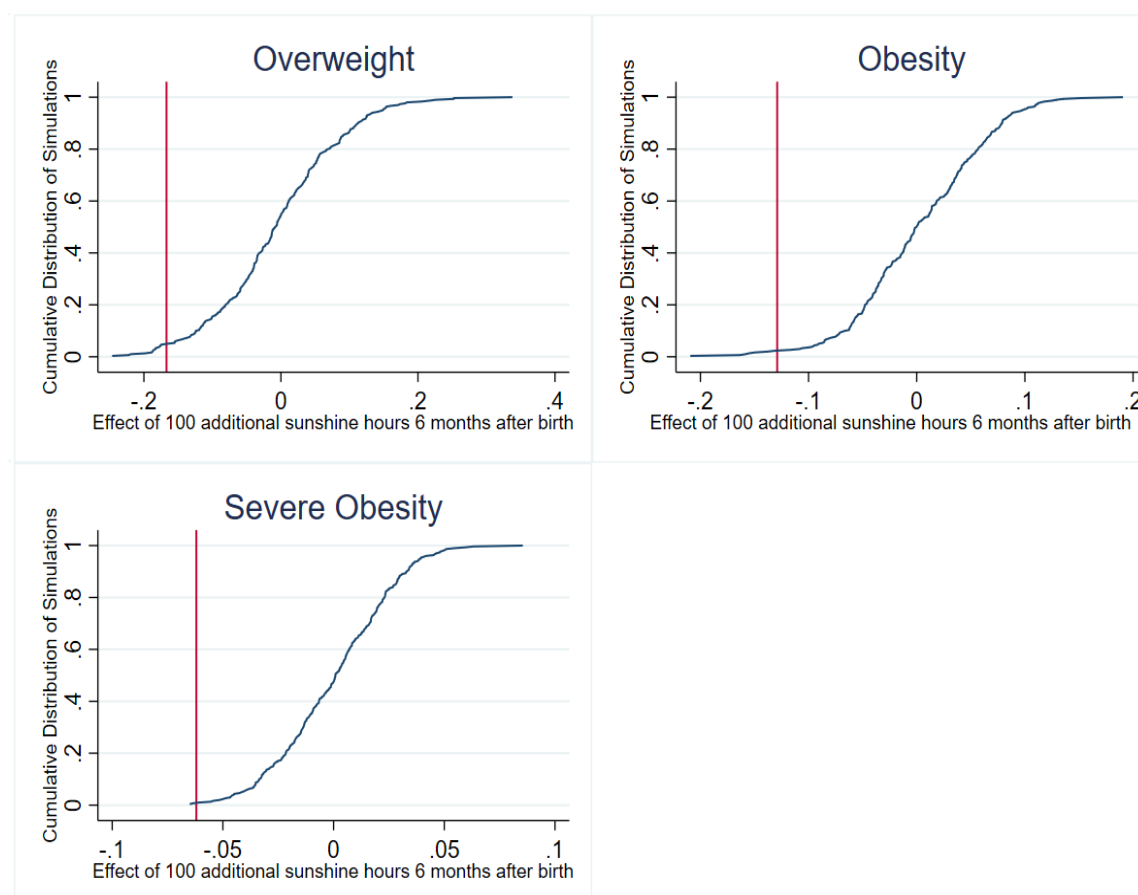 Overweight
Cumulative Distribution of Simulations
0 .2 .4 .6 .8 1
-.2 0 .2 .4
Effect of 100 additional sunshine hours 6 months after birth
Obesity
Cumulative Distribution of Simulations
0 .2 .4 .6 .8 1
-.2 -.1 0 .1 .2
Effect of 100 additional sunshine hours 6 months after birth
Severe Obesity
Cumulative Distribution of Simulations
0 .2 .4 .6 .8 1
-.1 -.05 0 .05 .1
Effect of 100 additional sunshine hours 6 months after birth